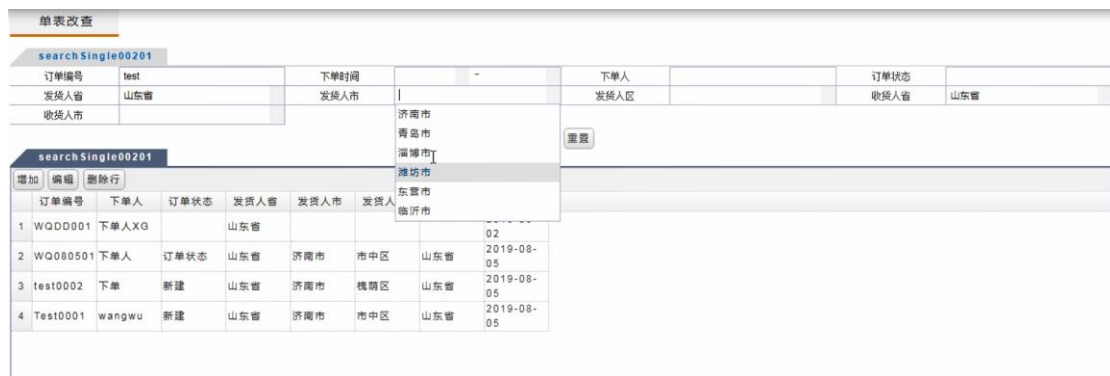 单表改查
searchSingle00201
订单编号 test 下单时间 - 下单人 订单状态
发货人省 山东省 发货人市 发货人区 收货人省 山东省
收货人市
济南市
青岛市
重置
淄博市
潍坊市
东营市
临沂市
searchSingle00201
增加 编辑 删除行
订单编号 下单人 订单状态 发货人省 发货人市 发货人
1 WQDD001 下单人XG 山东省
02
2 WQ080501 下单人 订单状态 山东省 济南市 市中区 山东省 2019-08-
05
3 test0002 下单 新建 山东省 济南市 槐荫区 山东省 2019-08-
05
4 Test0001 wangwu 新建 山东省 济南市 市中区 山东省 2019-08-
05